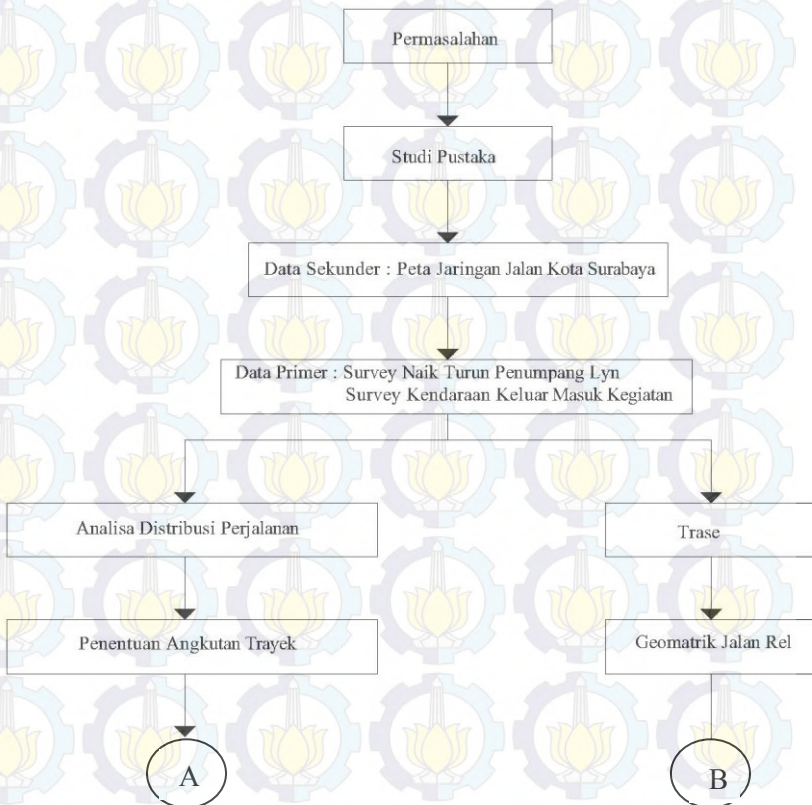 Permasalahan
Studi Pustaka
Data Sekunder : Peta Jaringan Jalan Kota Surabaya
Data Primer : Survey Naik Turun Penumpang Lyn
Survey Kendaraan Keluar Masuk Kegiatan
Analisa Distribusi Perjalanan
Trase
Penentuan Angkutan Trayek
Geomatrik Jalan Rel
A
B